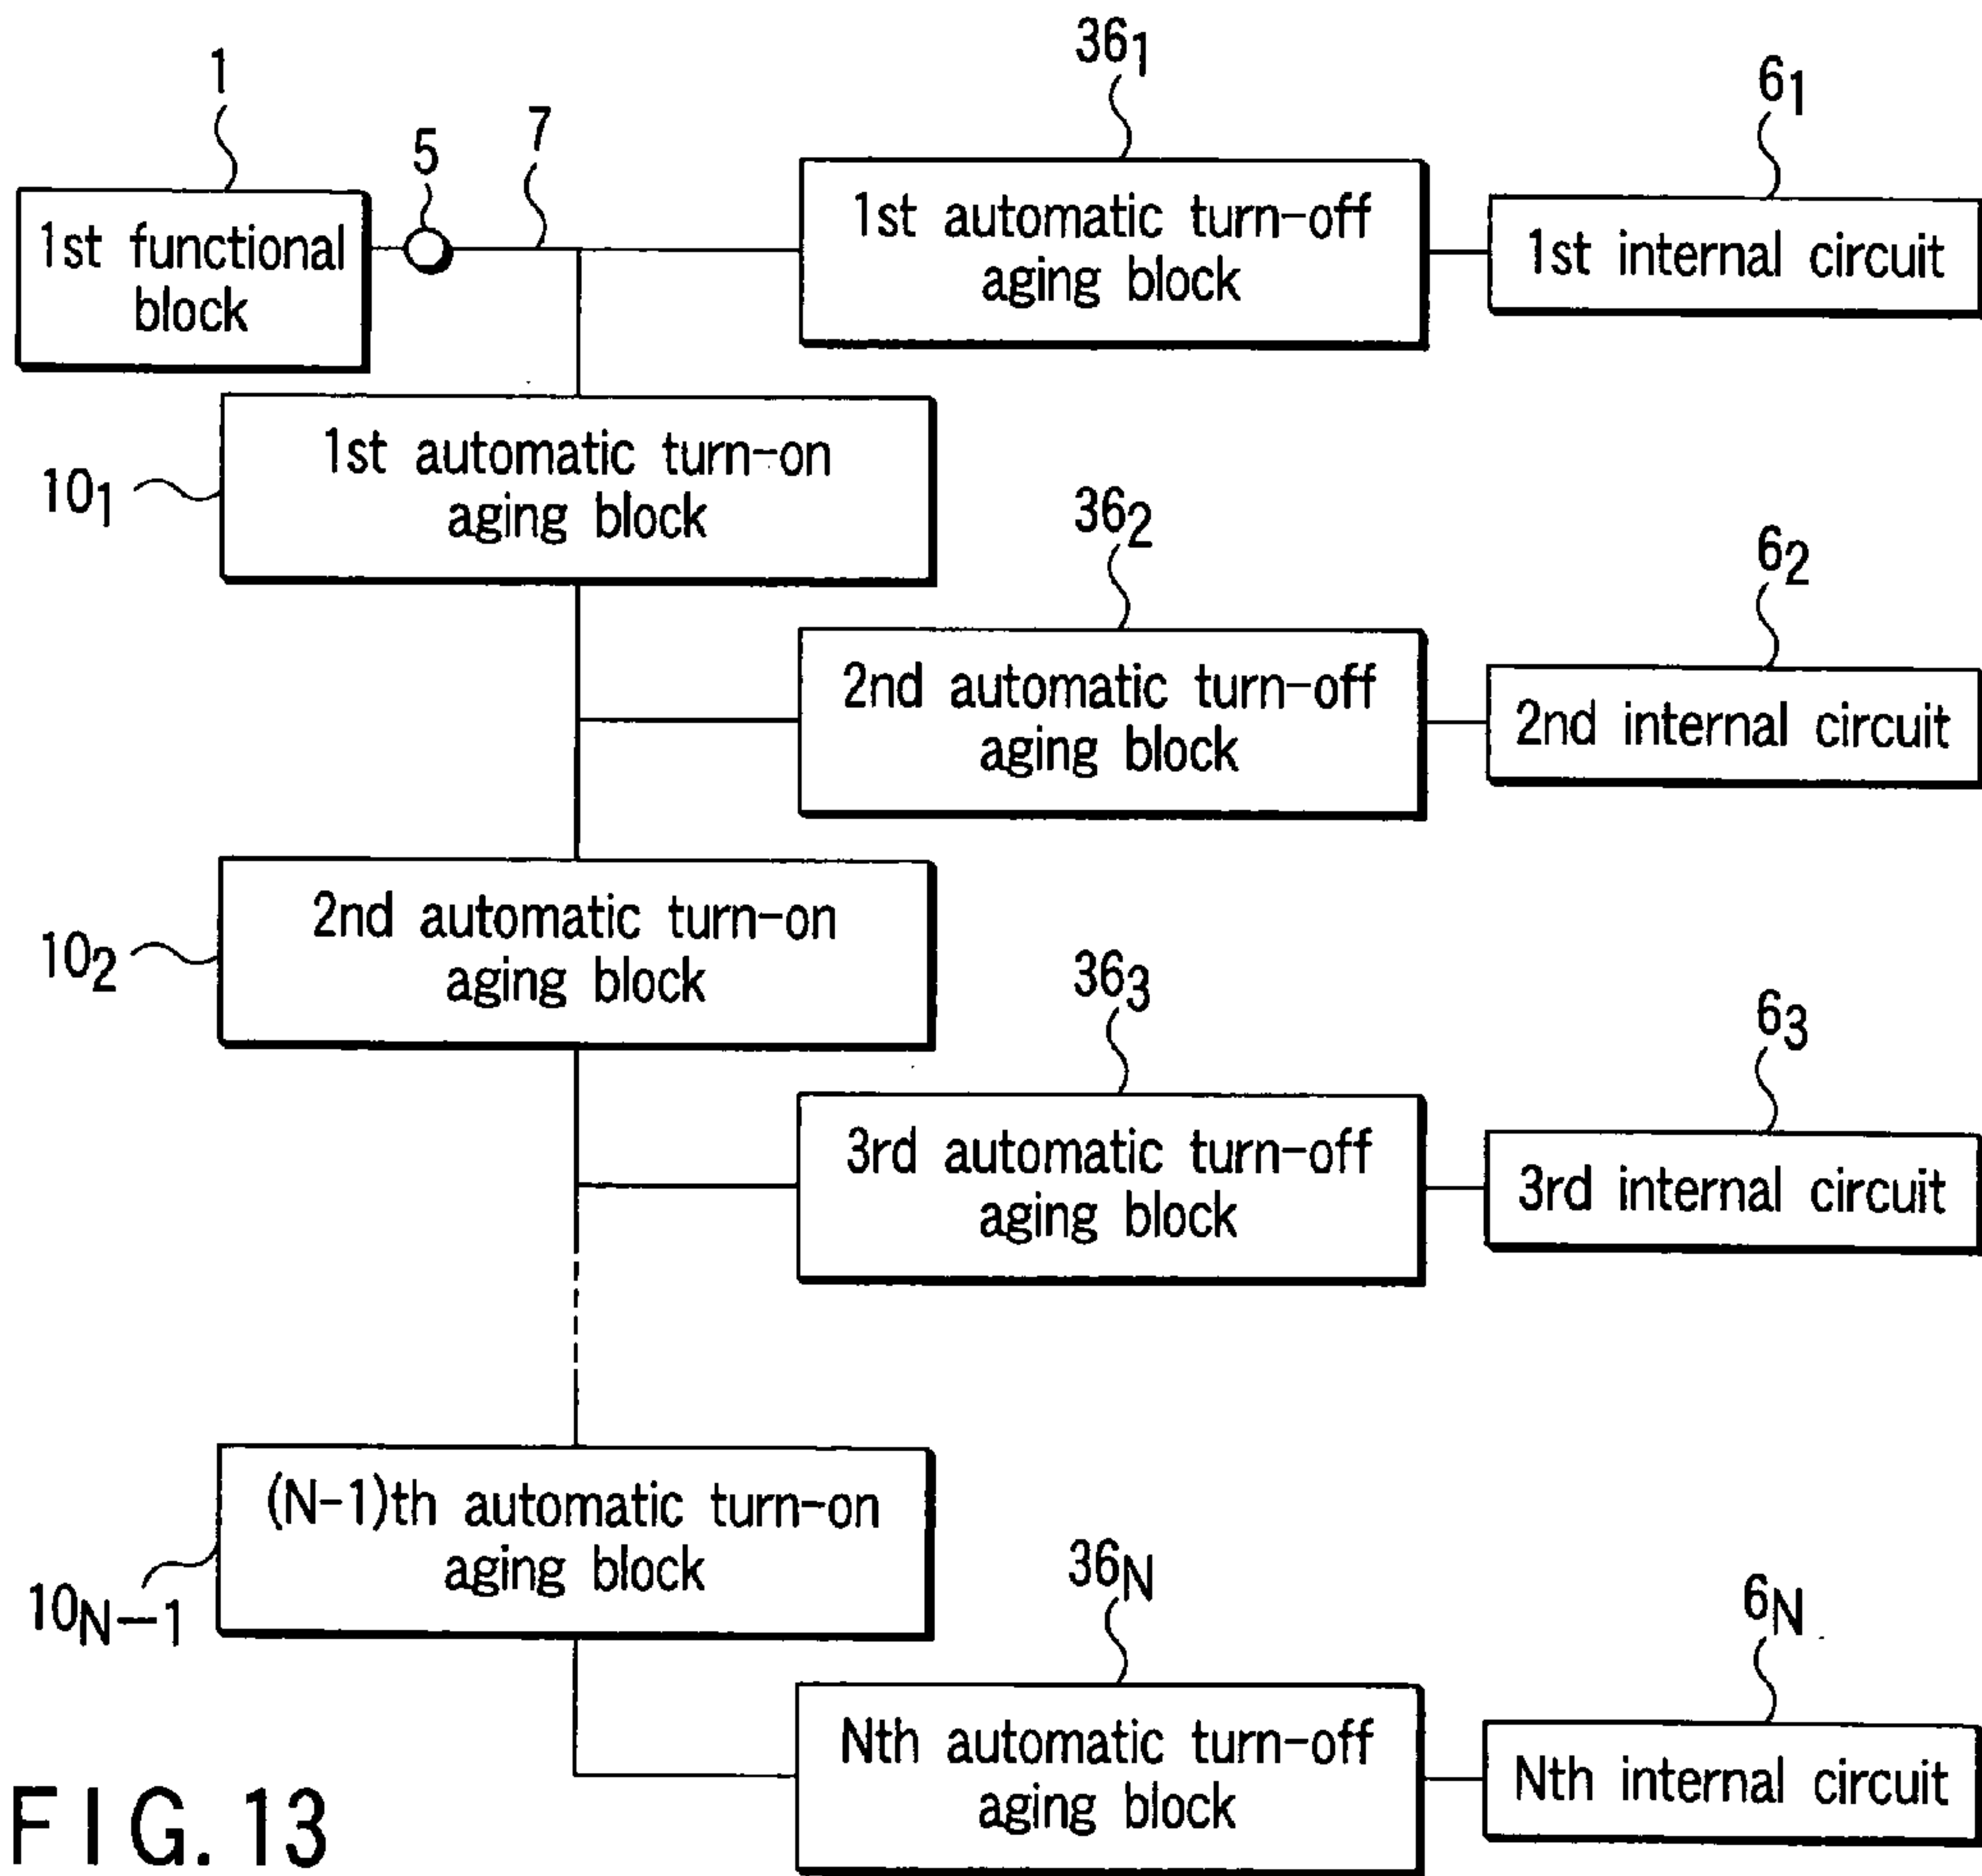 36₁
1
6₁
5
7
1st functional
block
1st automatic turn-off
aging block
1st internal circuit
1st automatic turn-on
aging block
10₁
36₂
6₂
2nd automatic turn-off
aging block
2nd internal circuit
2nd automatic turn-on
aging block
10₂
36₃
6₃
3rd automatic turn-off
aging block
3rd internal circuit
(N-1)th automatic turn-on
aging block
10N-1
36N
6N
Nth automatic turn-off
aging block
Nth internal circuit
FIG. 13